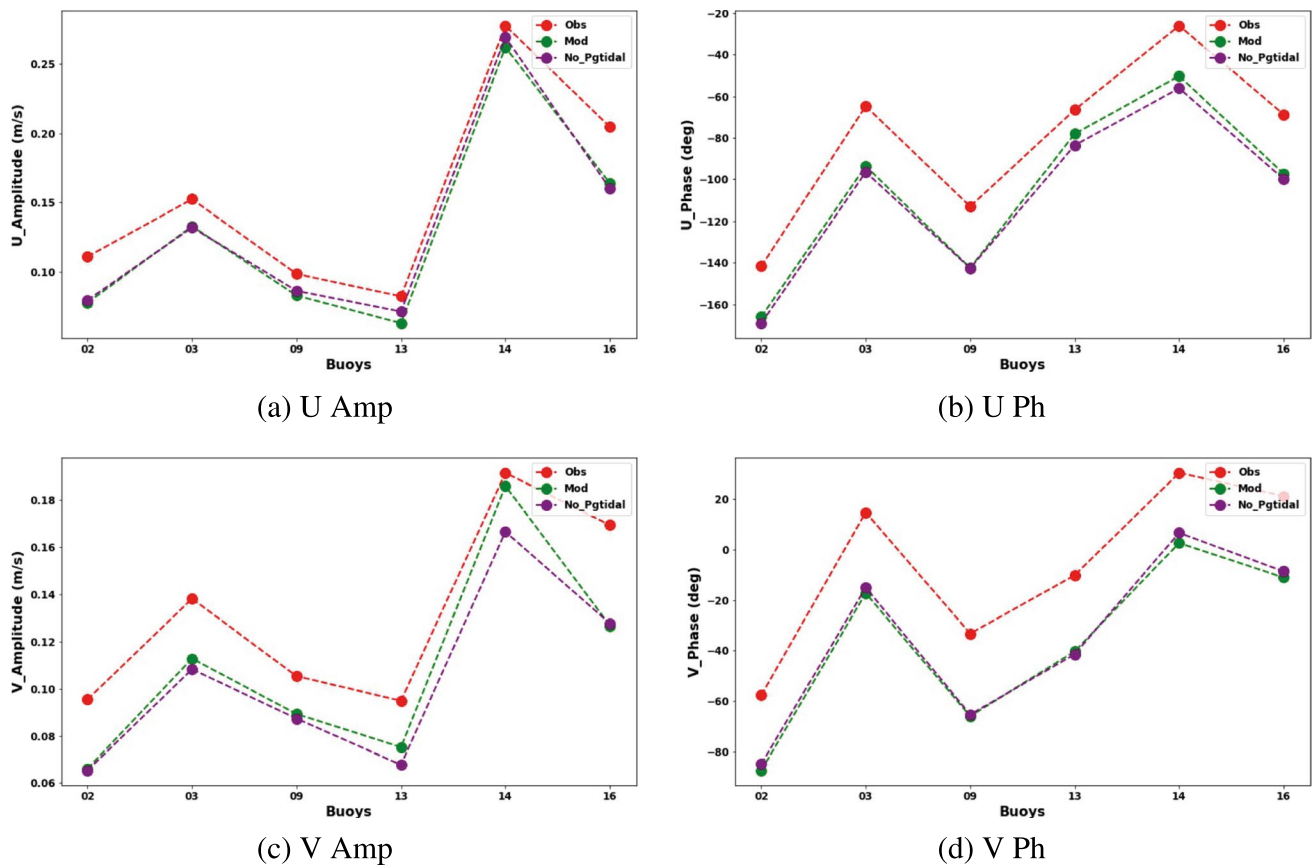 Obs
Mod
No_Pgtidal
0.25
0.20
0.15
0.10
U_Amplitude (m/s)
02 03 09 13 14 16
Buoys
(a) U Amp
Obs
Mod
No_Pgtidal
−20
−40
−60
−80
−100
−120
−140
−160
U_Phase (deg)
02 03 09 13 14 16
Buoys
(b) U Ph
Obs
Mod
No_Pgtidal
0.18
0.16
0.14
0.12
0.10
0.08
0.06
V_Amplitude (m/s)
02 03 09 13 14 16
Buoys
(c) V Amp
Obs
Mod
No_Pgtidal
20
0
−20
−40
−60
−80
V_Phase (deg)
02 03 09 13 14 16
Buoys
(d) V Ph